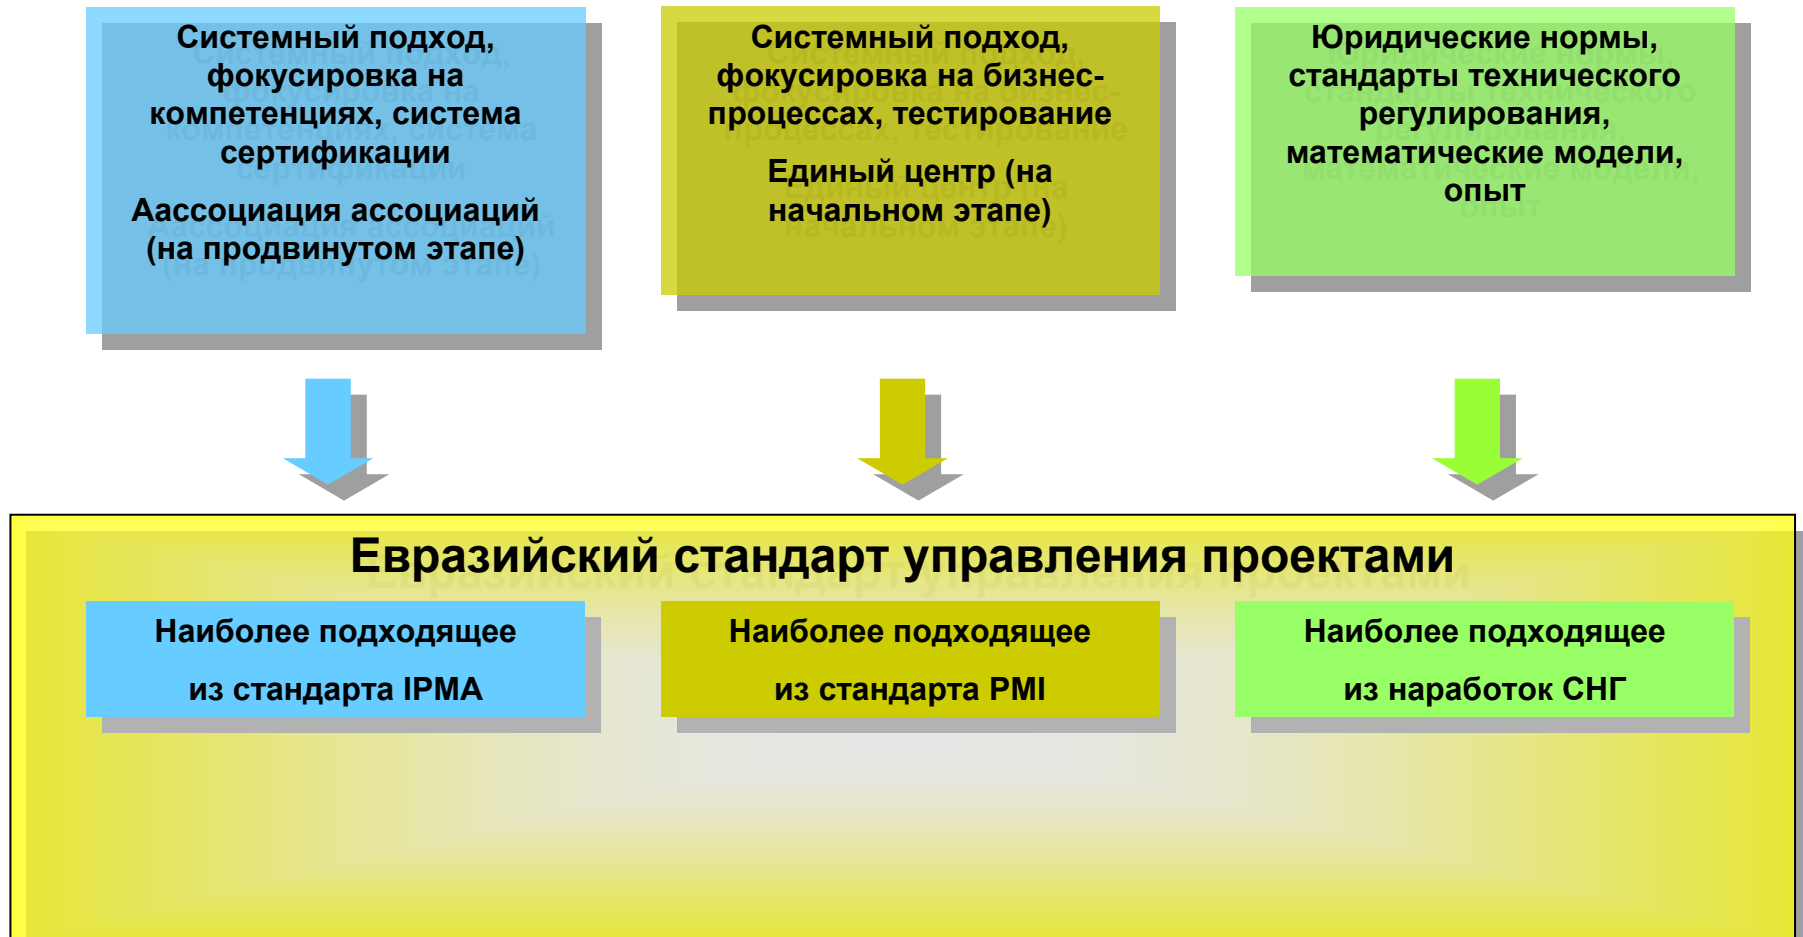 Системный подход,
фокусировка на
компетенциях, система
сертификации
Аассоциация ассоциаций
(на продвинутом этапе)
Системный подход,
фокусировка на бизнес-
процессах, тестирование
Единый центр (на
начальном этапе)
Юридические нормы,
стандарты технического
регулирования,
математические модели,
опыт
Евразийский стандарт управления проектами
Наиболее подходящее
из стандарта IPMA
Наиболее подходящее
из стандарта PMI
Наиболее подходящее
из наработок СНГ